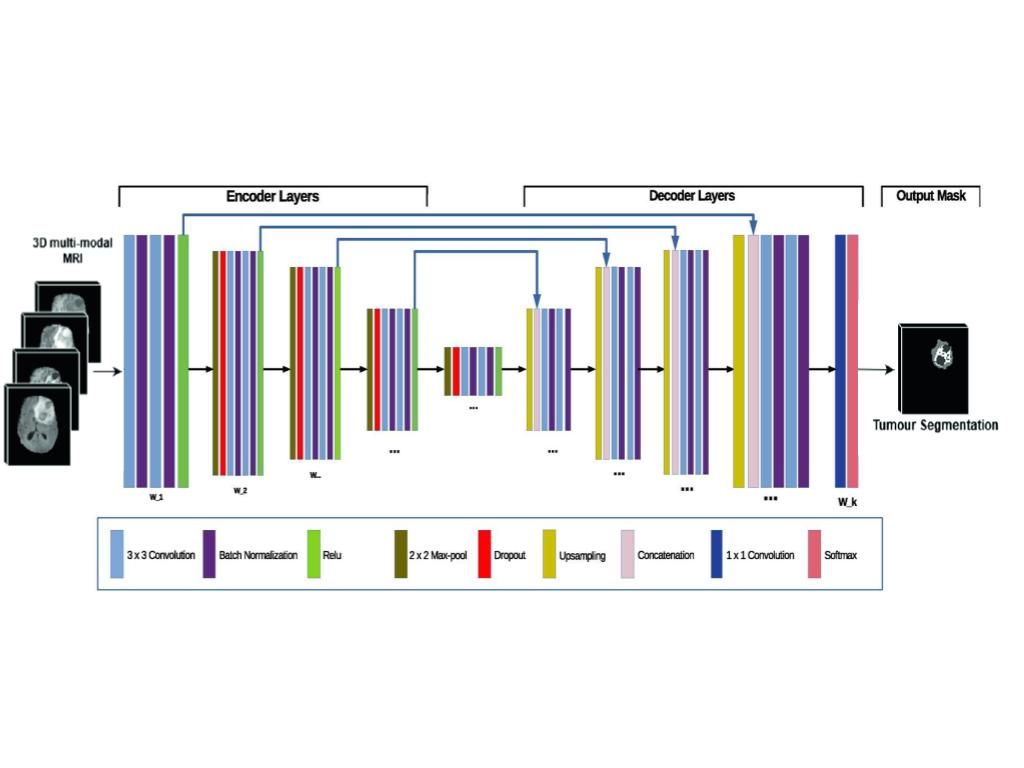 Encoder Layers
Decoder Layers
Output Mask
3D multi-modal
MRI
Tumour Segmentation
...
...
...
...
...
...
W_1
W_2
W_...
W_k
3 x 3 Convolution
Batch Normalization
Relu
2 x 2 Max-pool
Dropout
Upsampling
Concatenation
1 x 1 Convolution
Softmax